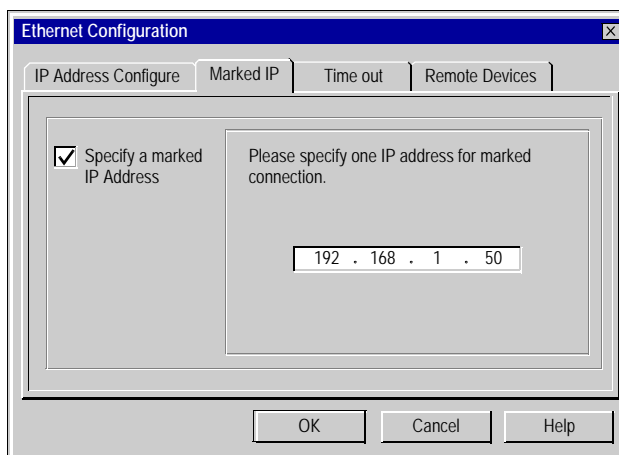 Ethernet Configuration
IP Address Configure
Marked IP
Time out
Remote Devices
Specify a marked
IP Address
Please specify one IP address for marked
connection.
192 . 168 . 1 . 50
OK
Cancel
Help